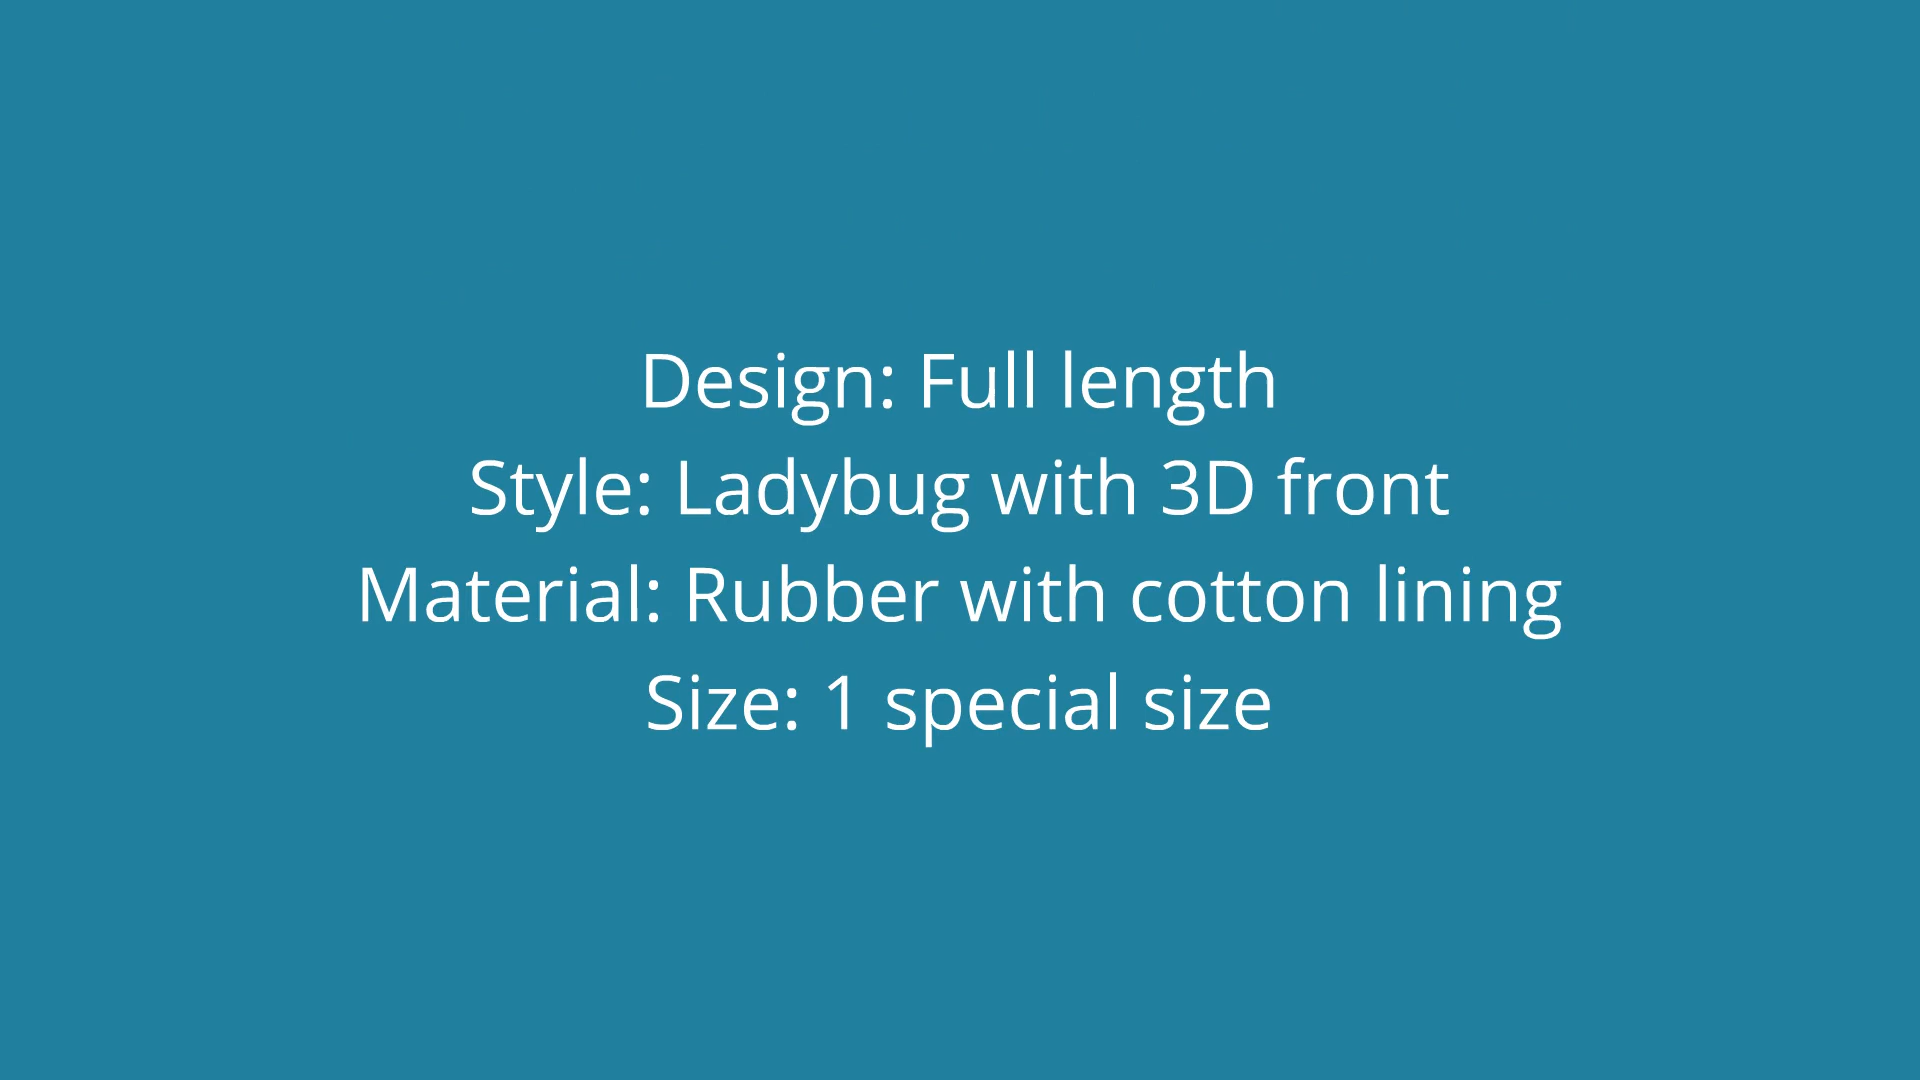 Design: Full length
Style: Ladybug with 3D front
Material: Rubber with cotton lining
Size: 1 special size